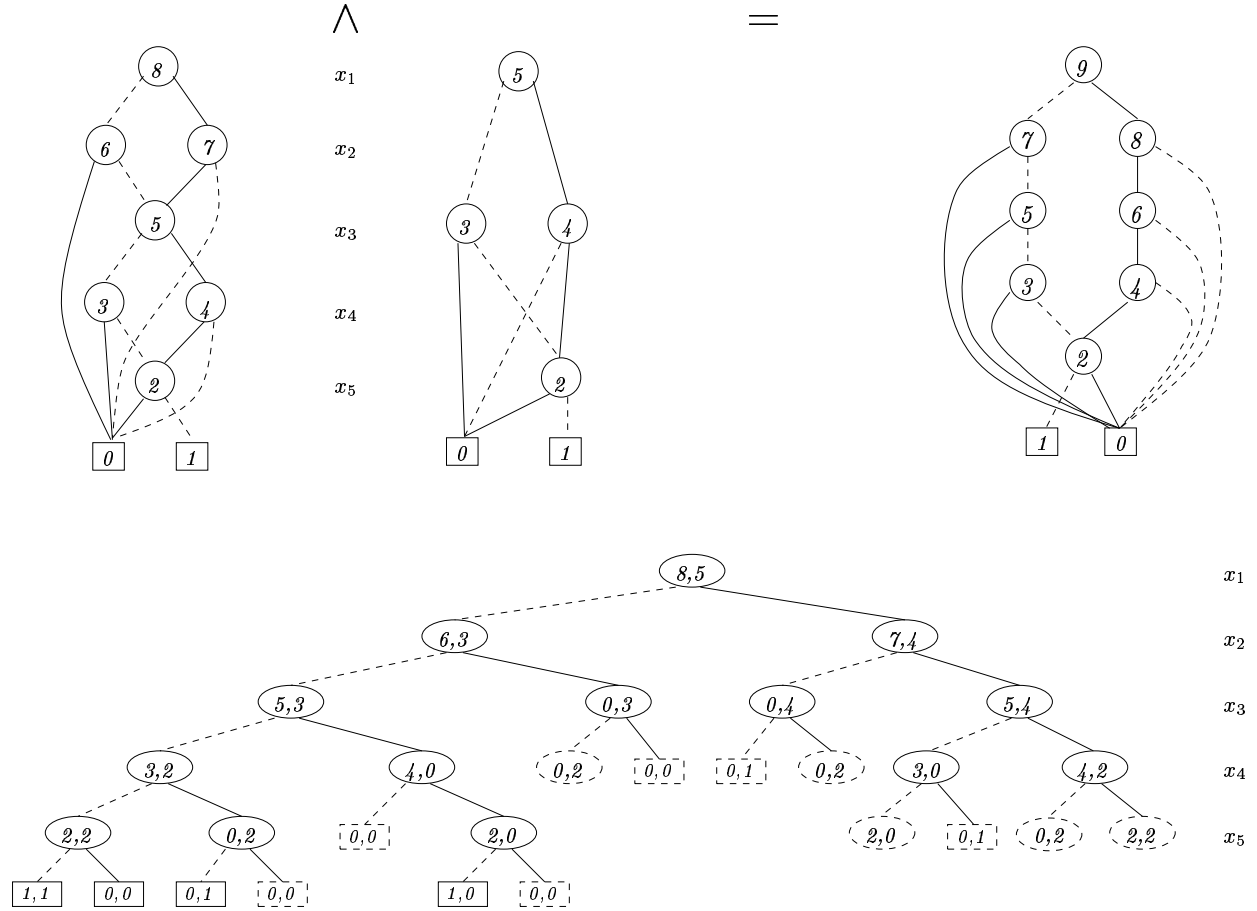 ∧ =
8 x₁ 5 9
6 7 x₂ 7 8
5 x₃ 3 4 5 6
3 4 x₄ 3 4
2 x₅ 2 2
0 1 0 1 1 0
8,5 x₁
6,3 7,4 x₂
5,3 0,3 0,4 5,4 x₃
3,2 4,0 0,2 0,0 0,1 0,2 3,0 4,2 x₄
2,2 0,2 0,0 2,0 2,0 0,1 0,2 2,2 x₅
1,1 0,0 0,1 0,0 1,0 0,0